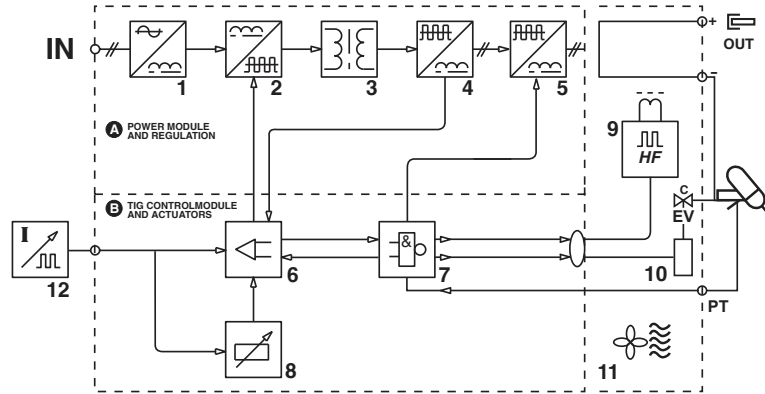 IN
1
2
3
4
5
A POWER MODULE
AND REGULATION
+
OUT
-
9
HF
B TIG CONTROLMODULE
AND ACTUATORS
C
EV
I
12
6
&
7
10
PT
8
11